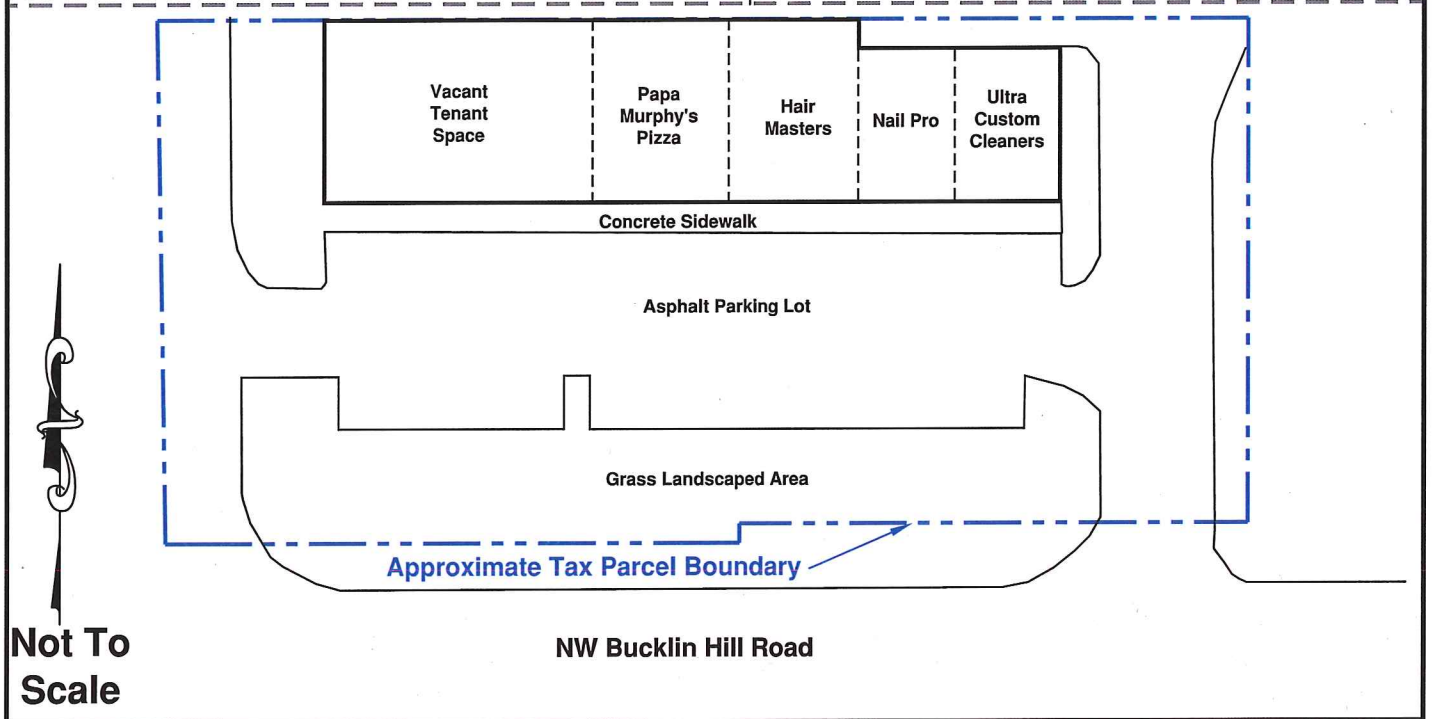 Vacant
Tenant
Space
Papa
Murphy's
Pizza
Hair
Masters
Nail Pro
Ultra
Custom
Cleaners
Concrete Sidewalk
Asphalt Parking Lot
Grass Landscaped Area
Approximate Tax Parcel Boundary
NW Bucklin Hill Road
Not To
Scale